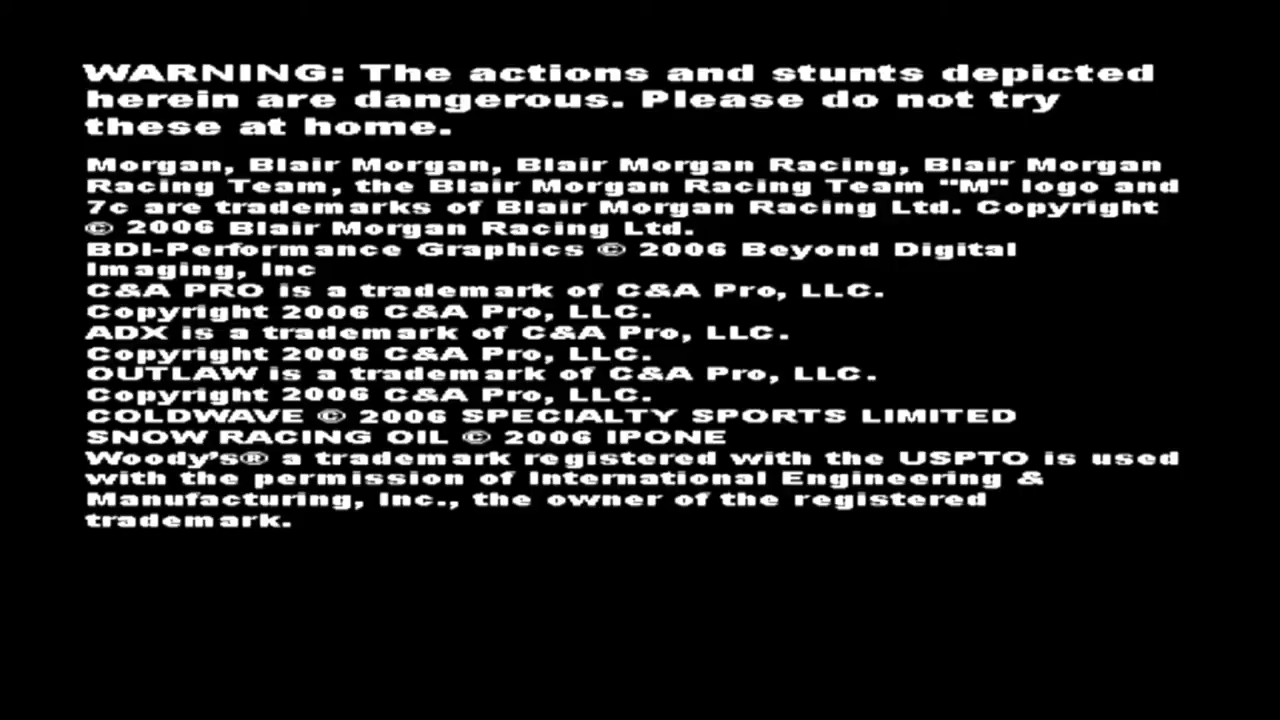 WARNING: The actions and stunts depicted
herein are dangerous. Please do not try
these at home.
Morgan, Blair Morgan, Blair Morgan Racing, Blair Morgan
Racing Team, the Blair Morgan Racing Team "M" logo and
7c are trademarks of Blair Morgan Racing Ltd. Copyright
© 2006 Blair Morgan Racing Ltd.
BDI-Performance Graphics © 2006 Beyond Digital
Imaging, Inc
C&A PRO is a trademark of C&A Pro, LLC.
Copyright 2006 C&A Pro, LLC.
ADX is a trademark of C&A Pro, LLC.
Copyright 2006 C&A Pro, LLC.
OUTLAW is a trademark of C&A Pro, LLC.
Copyright 2006 C&A Pro, LLC.
COLDWAVE © 2006 SPECIALTY SPORTS LIMITED
SNOW RACING OIL © 2006 IPONE
Woody's® a trademark registered with the USPTO is used
with the permission of International Engineering &
Manufacturing, Inc., the owner of the registered
trademark.